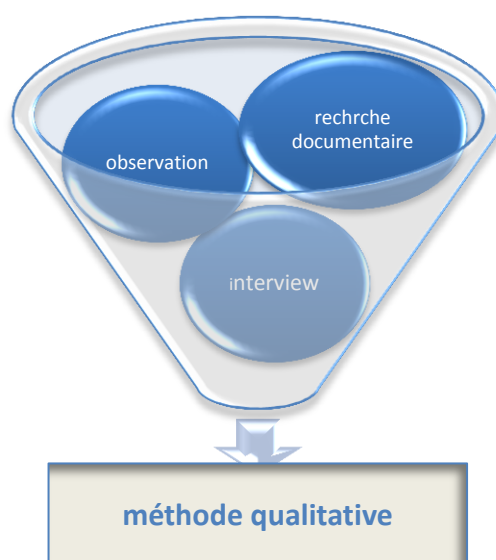 rechrche
documentaire
observation
interview
méthode qualitative